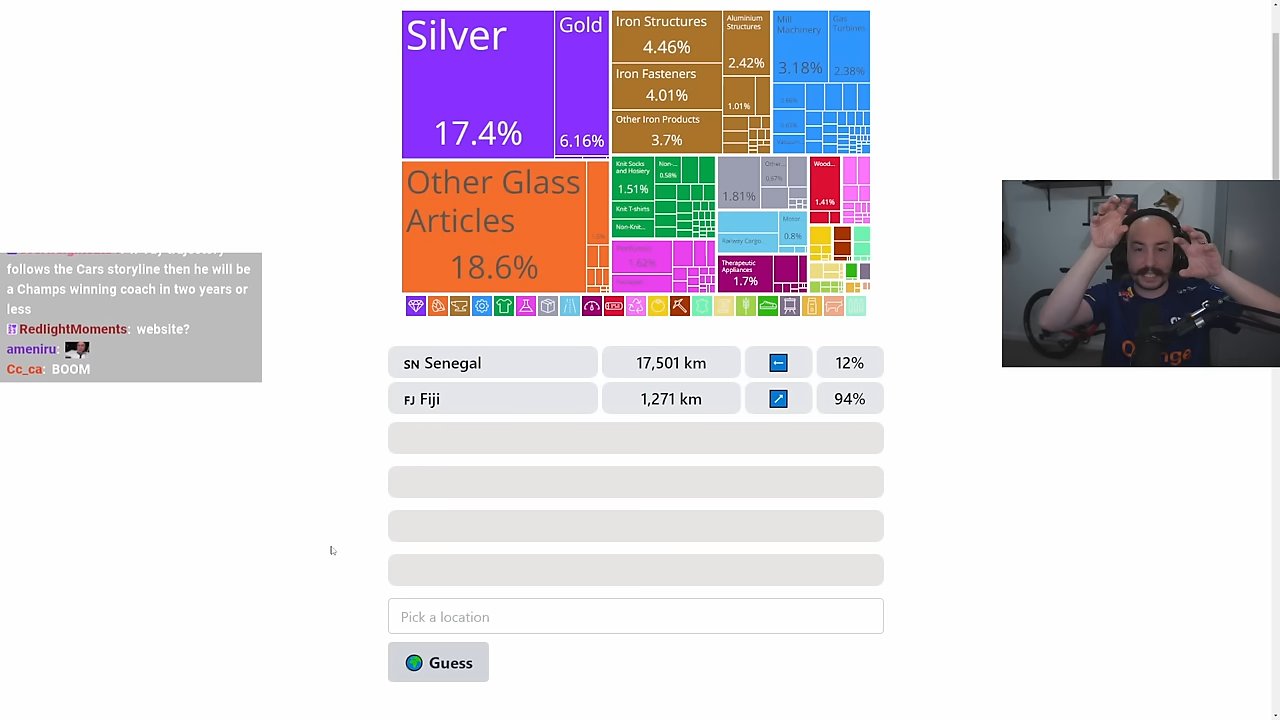 Silver
17.4%
Gold
6.16%
Iron Structures
4.46%
Iron Fasteners
4.01%
Other Iron Products
3.7%
Aluminium
Structures
2.42%
1.01%
Mill
Machinery
3.18%
Gas
Turbines
2.38%
Other Glass
Articles
18.6%
Knit Socks
and Hosiery
1.51%
Non-...
0.58%
Knit T-shirts
Non-Knit...
1.62%
1.81%
Other...
0.67%
Railway Cargo...
Motor...
0.8%
Therapeutic
Appliances
1.7%
Wood...
1.41%
follows the Cars storyline then he will be
a Champs winning coach in two years or
less
RedlightMoments: website?
ameniru:
Cc_ca: BOOM
SN Senegal 17,501 km 12%
FJ Fiji 1,271 km 94%
Pick a location
Guess